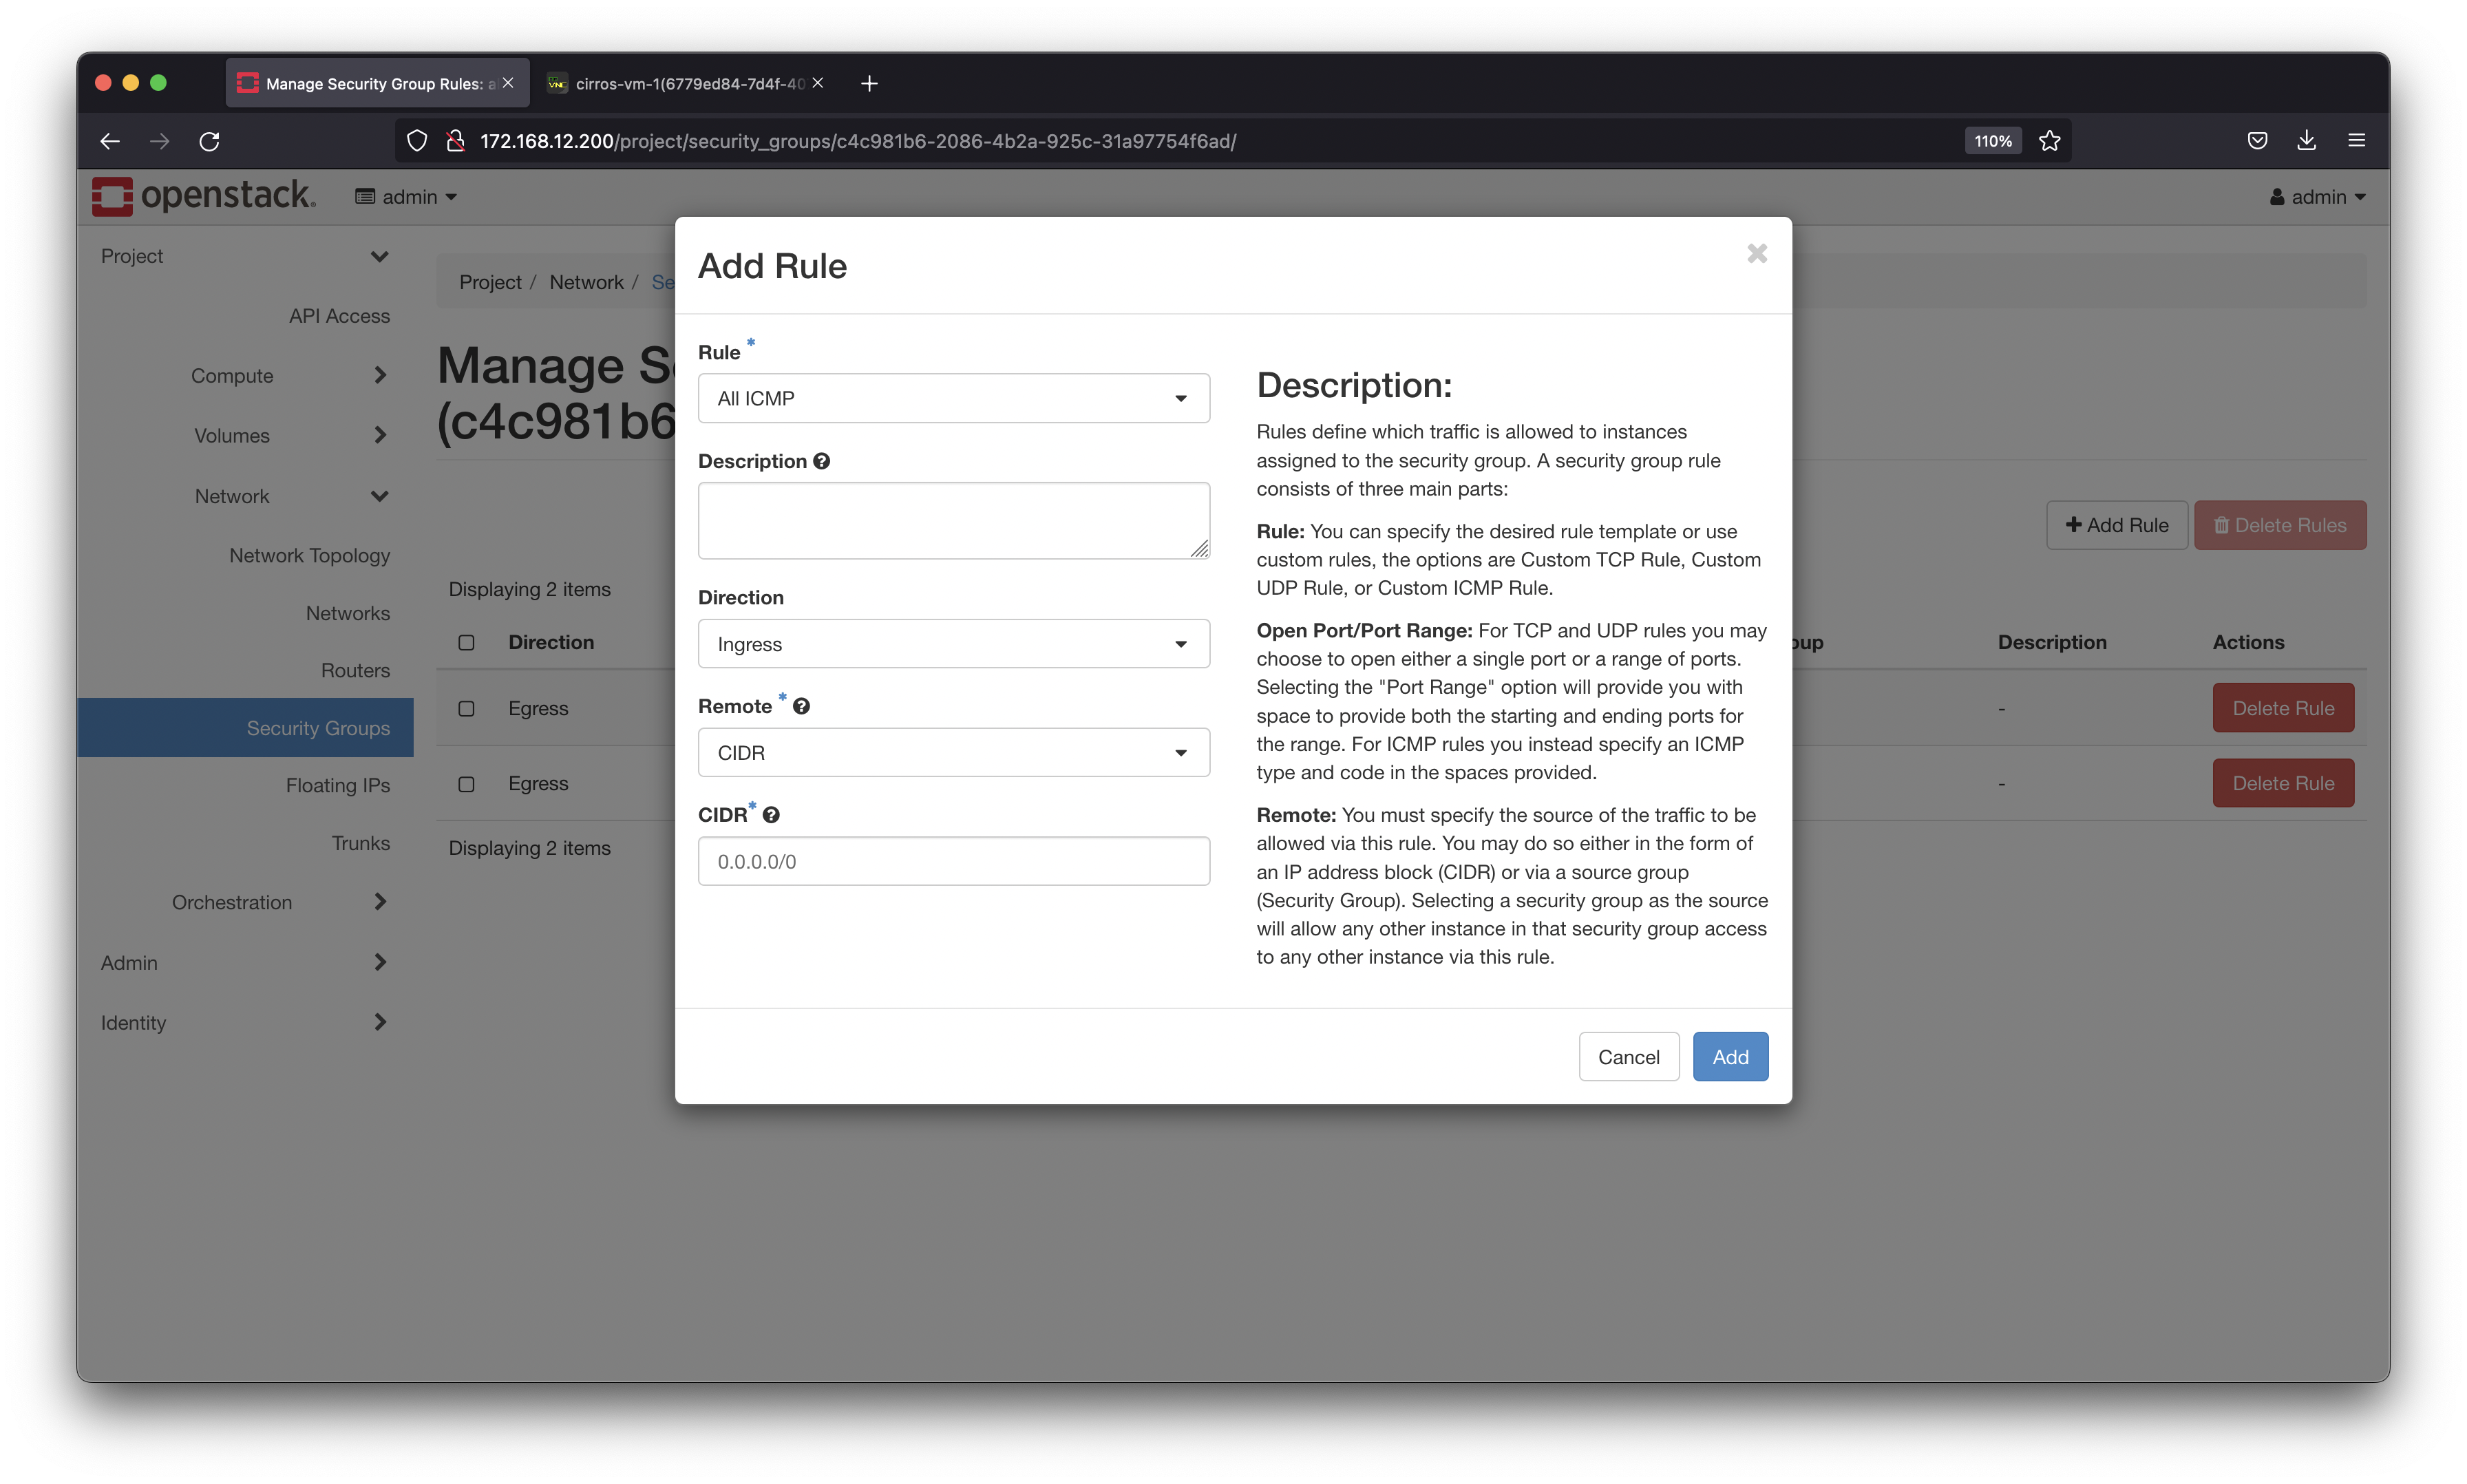 Manage Security Group Rules: a
cirros-vm-1(6779ed84-7d4f-40
172.168.12.200/project/security_groups/c4c981b6-2086-4b2a-925c-31a97754f6ad/
110%
openstack.
admin
admin
Project
API Access
Compute
Volumes
Network
Network Topology
Networks
Routers
Security Groups
Floating IPs
Trunks
Orchestration
Admin
Identity
Project / Network / Se
Manage S
(c4c981b6
Add Rule
Delete Rules
Displaying 2 items
Direction
oup
Description
Actions
Egress
-
Delete Rule
Egress
-
Delete Rule
Displaying 2 items
Add Rule
Rule *
All ICMP
Description
Direction
Ingress
Remote *
CIDR
CIDR*
0.0.0.0/0
Description:
Rules define which traffic is allowed to instances
assigned to the security group. A security group rule
consists of three main parts:
Rule: You can specify the desired rule template or use
custom rules, the options are Custom TCP Rule, Custom
UDP Rule, or Custom ICMP Rule.
Open Port/Port Range: For TCP and UDP rules you may
choose to open either a single port or a range of ports.
Selecting the "Port Range" option will provide you with
space to provide both the starting and ending ports for
the range. For ICMP rules you instead specify an ICMP
type and code in the spaces provided.
Remote: You must specify the source of the traffic to be
allowed via this rule. You may do so either in the form of
an IP address block (CIDR) or via a source group
(Security Group). Selecting a security group as the source
will allow any other instance in that security group access
to any other instance via this rule.
Cancel
Add